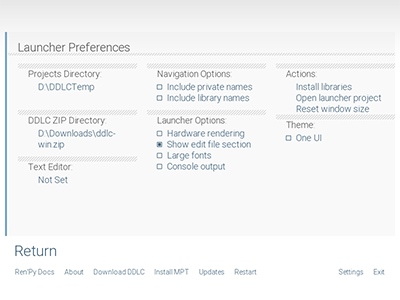 Launcher Preferences
Projects Directory:
D:\DDLCTemp
DDLC ZIP Directory:
D:\Downloads\ddlc-
win.zip
Text Editor:
Not Set
Navigation Options:
Include private names
Include library names
Launcher Options:
Hardware rendering
Show edit file section
Large fonts
Console output
Actions:
Install libraries
Open launcher project
Reset window size
Theme:
One UI
Return
Ren'Py Docs About Download DDLC Install MPT Updates Restart Settings Exit